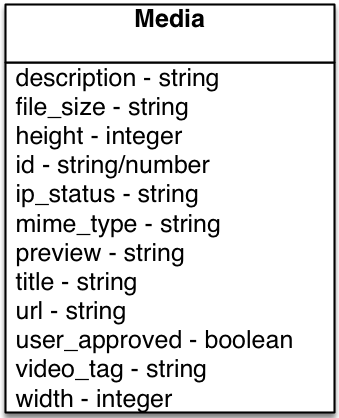 Media
description - string
file_size - string
height - integer
id - string/number
ip_status - string
mime_type - string
preview - string
title - string
url - string
user_approved - boolean
video_tag - string
width - integer